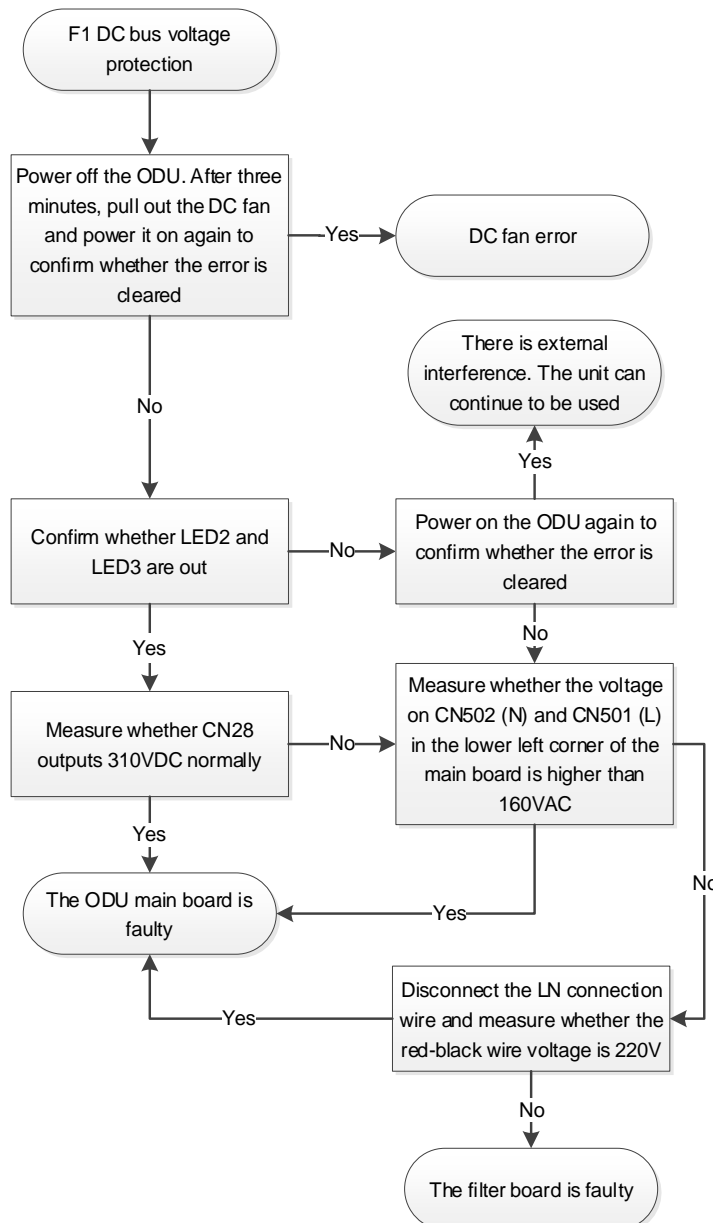 F1 DC bus voltage
protection
Power off the ODU. After three
minutes, pull out the DC fan
and power it on again to
confirm whether the error is
cleared
Yes
DC fan error
There is external
interference. The unit can
continue to be used
No
Yes
Confirm whether LED2 and
LED3 are out
No
Power on the ODU again to
confirm whether the error is
cleared
Yes
No
Measure whether CN28
outputs 310VDC normally
No
Measure whether the voltage
on CN502 (N) and CN501 (L)
in the lower left corner of the
main board is higher than
160VAC
Yes
No
The ODU main board is
faulty
Yes
Disconnect the LN connection
wire and measure whether the
red-black wire voltage is 220V
Yes
No
The filter board is faulty